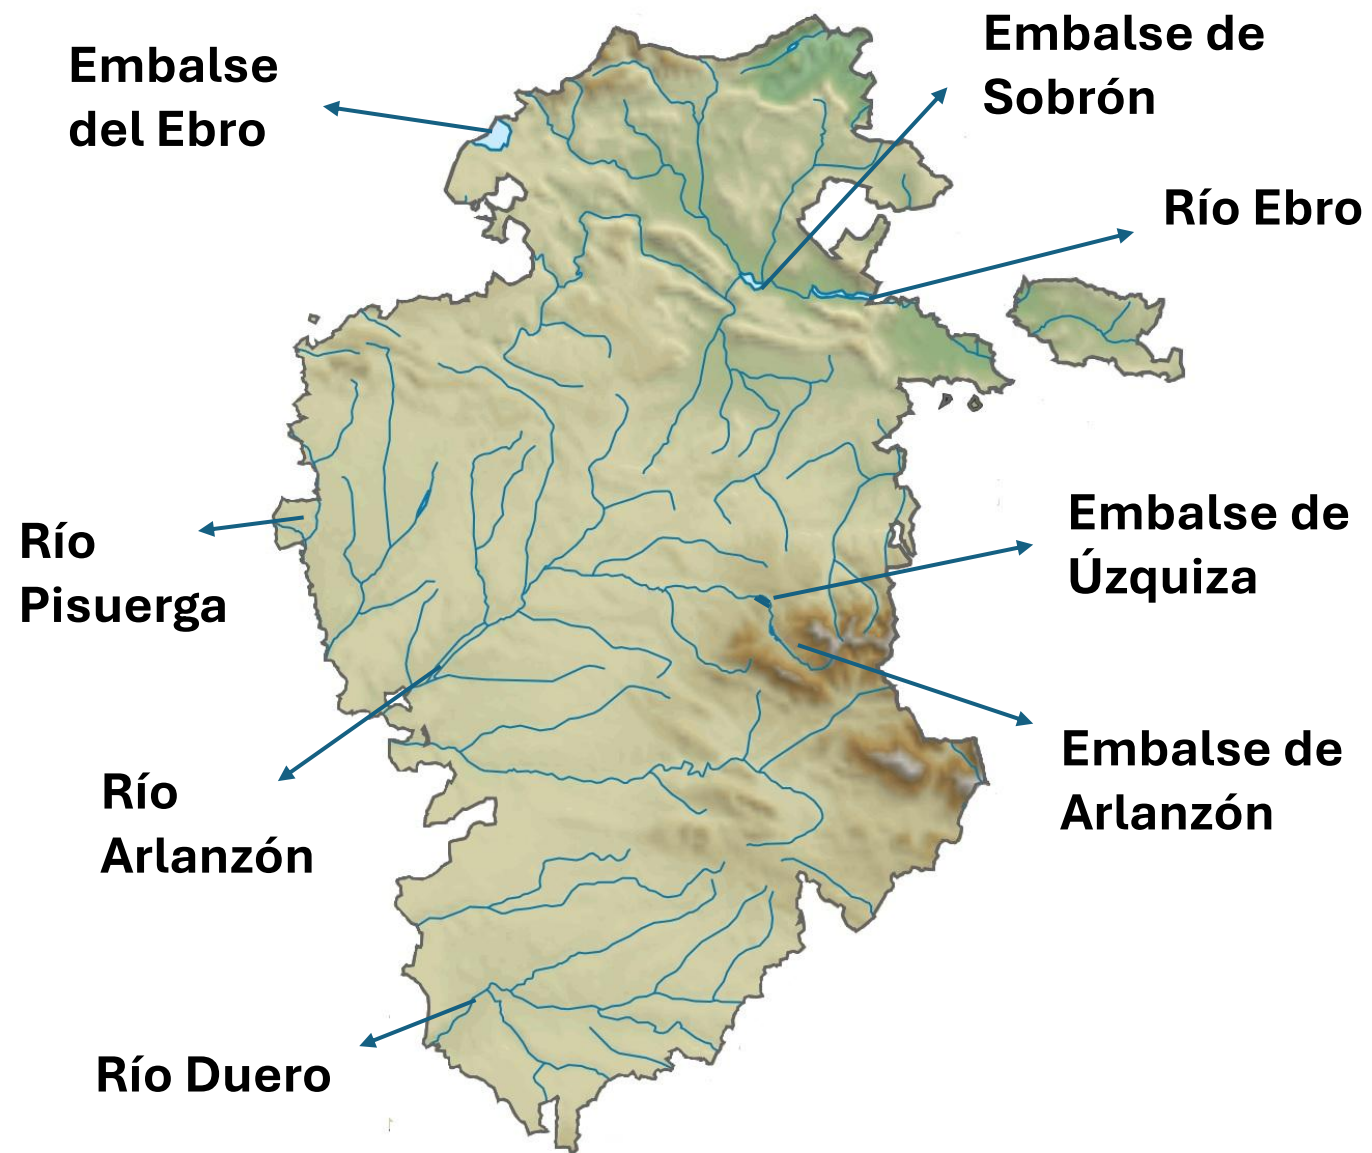 Embalse de
Sobrón
Embalse
del Ebro
Río Ebro
Embalse de
Úzquiza
Río
Pisuerga
Embalse de
Arlanzón
Río
Arlanzón
Río Duero